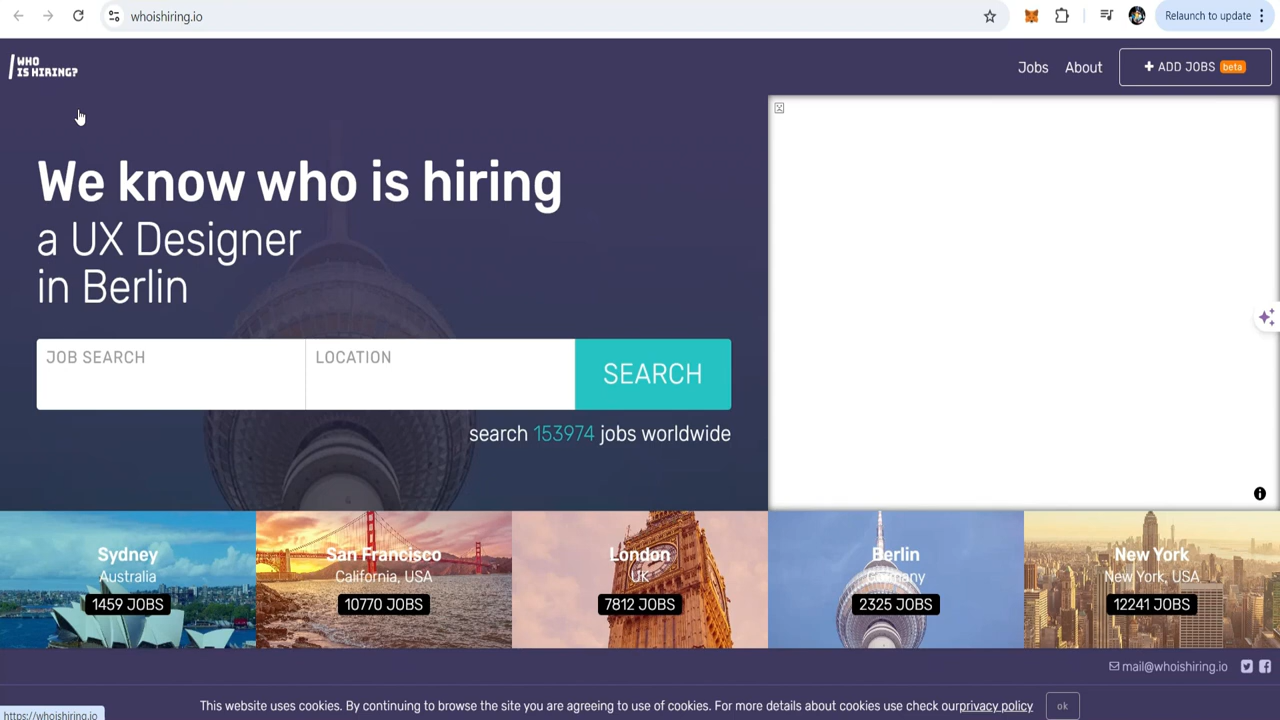 whoishiring.io
Relaunch to update
WHO
IS HIRING?
Jobs
About
+ ADD JOBS beta
We know who is hiring
a UX Designer
in Berlin
JOB SEARCH
LOCATION
SEARCH
search 153974 jobs worldwide
Sydney
Australia
1459 JOBS
San Francisco
California, USA
10770 JOBS
London
UK
7812 JOBS
Berlin
Germany
2325 JOBS
New York
New York, USA
12241 JOBS
mail@whoishiring.io
This website uses cookies. By continuing to browse the site you are agreeing to use of cookies. For more details about cookies use check our privacy policy
ok
https://whoishiring.io